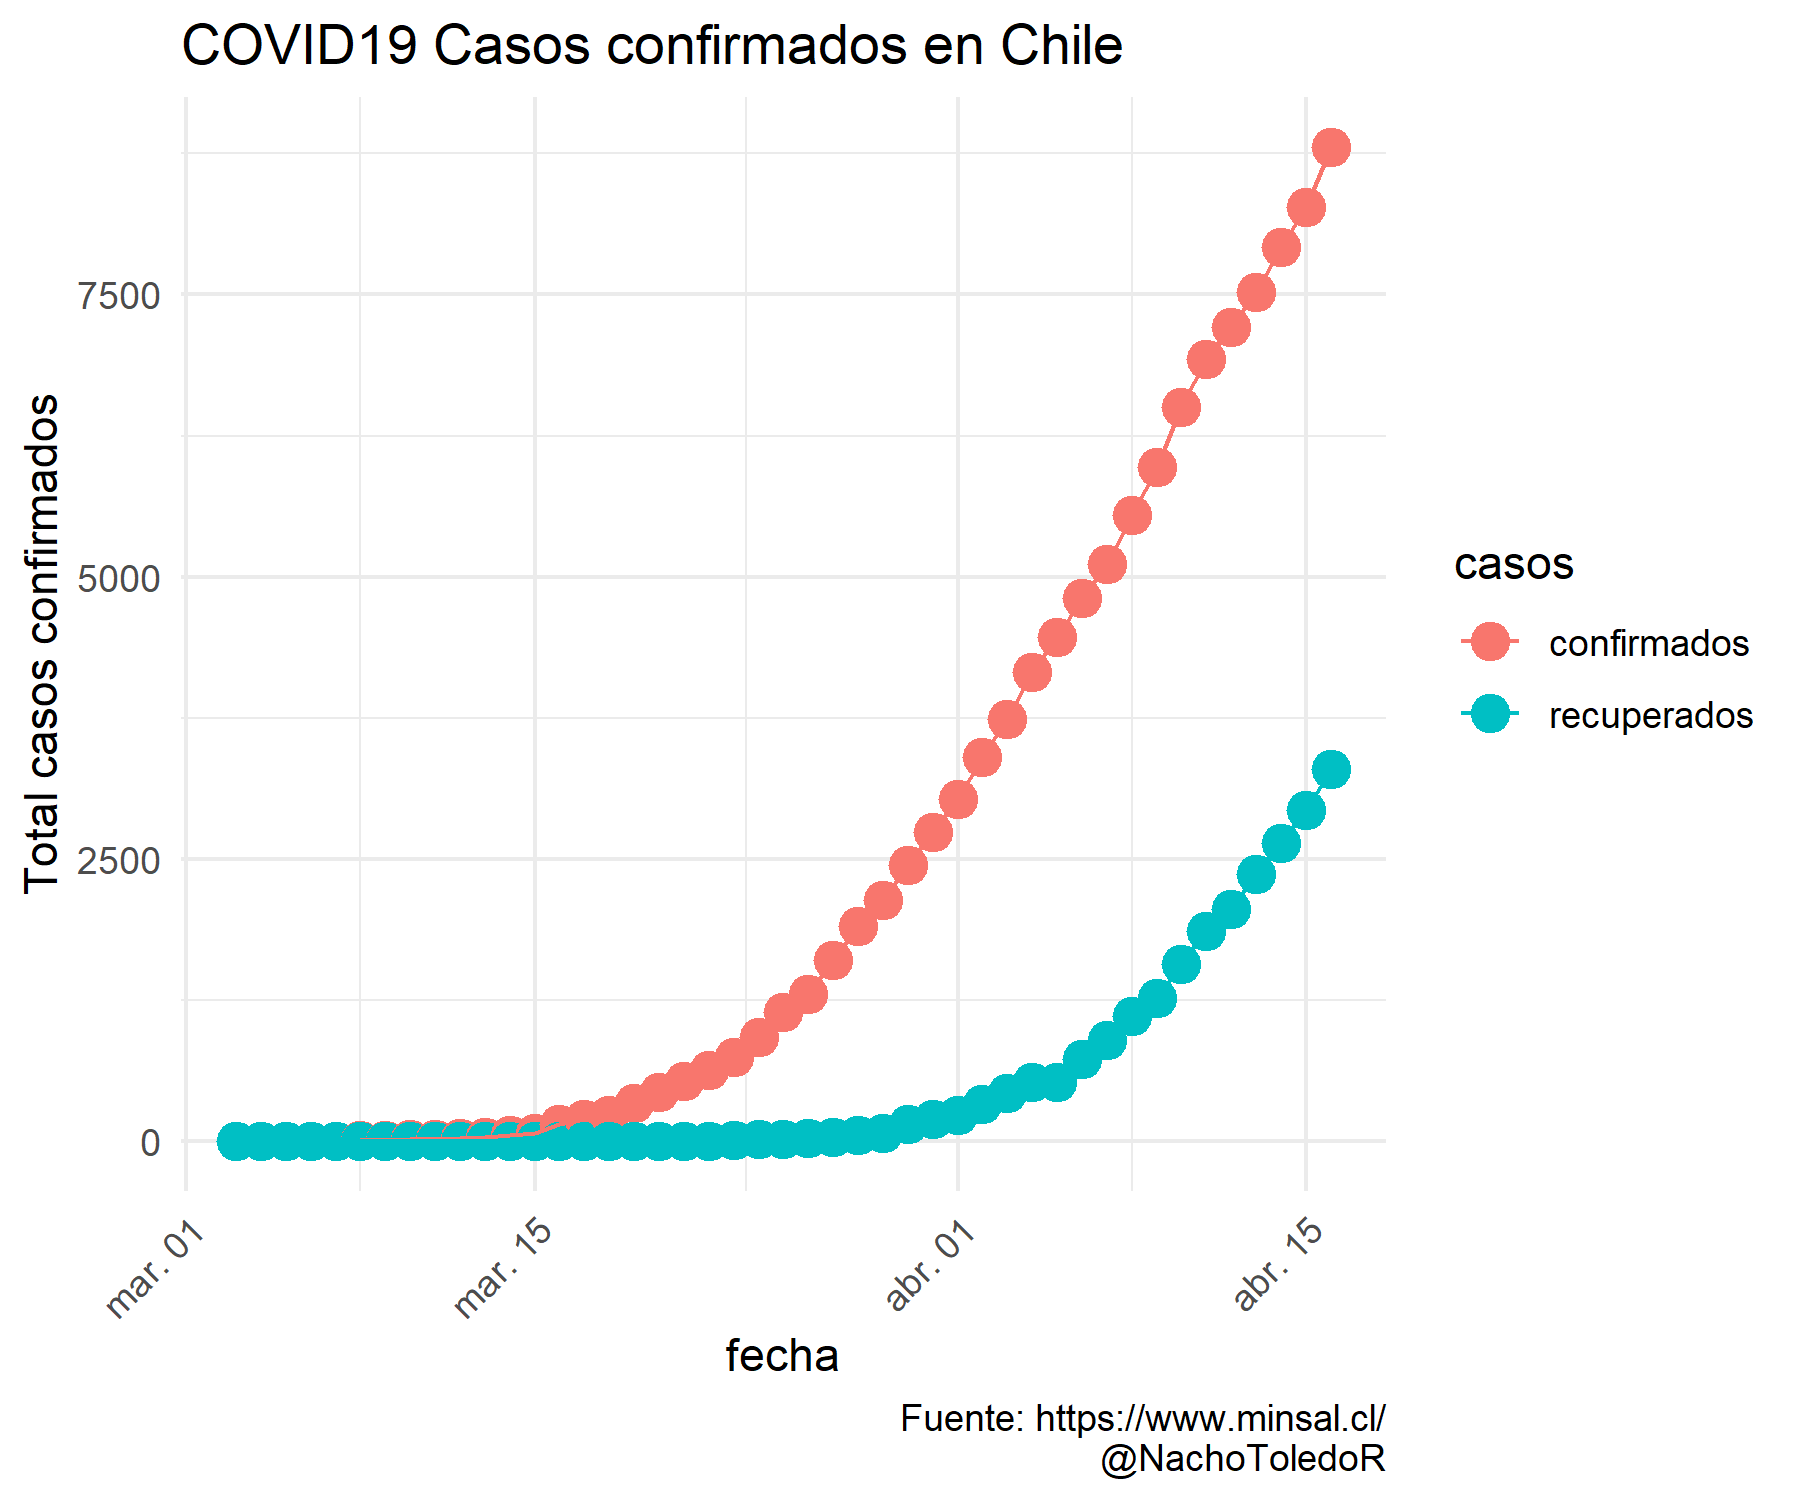 COVID19 Casos confirmados en Chile
Total casos confirmados
7500
5000
2500
0
mar. 01
mar. 15
abr. 01
abr. 15
fecha
casos
confirmados
recuperados
Fuente: https://www.minsal.cl/
@NachoToledoR